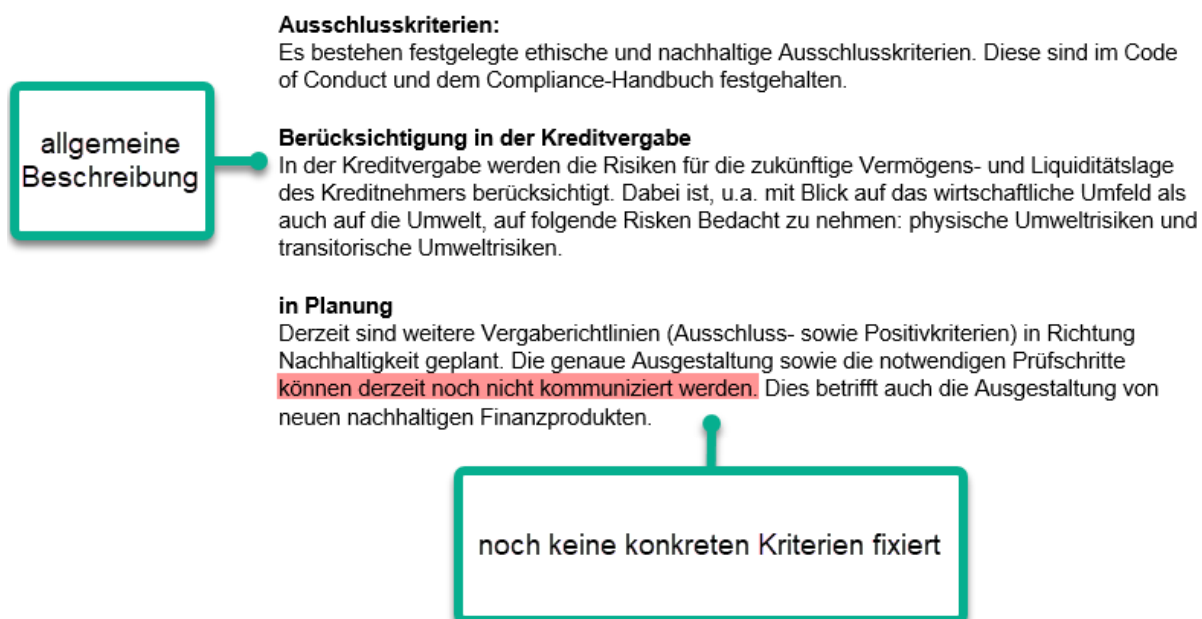 Ausschlusskriterien:
Es bestehen festgelegte ethische und nachhaltige Ausschlusskriterien. Diese sind im Code
of Conduct und dem Compliance-Handbuch festgehalten.
allgemeine
Beschreibung
Berücksichtigung in der Kreditvergabe
In der Kreditvergabe werden die Risiken für die zukünftige Vermögens- und Liquiditätslage
des Kreditnehmers berücksichtigt. Dabei ist, u.a. mit Blick auf das wirtschaftliche Umfeld als
auch auf die Umwelt, auf folgende Risken Bedacht zu nehmen: physische Umweltrisiken und
transitorische Umweltrisiken.
in Planung
Derzeit sind weitere Vergaberichtlinien (Ausschluss- sowie Positivkriterien) in Richtung
Nachhaltigkeit geplant. Die genaue Ausgestaltung sowie die notwendigen Prüfschritte
können derzeit noch nicht kommuniziert werden. Dies betrifft auch die Ausgestaltung von
neuen nachhaltigen Finanzprodukten.
noch keine konkreten Kriterien fixiert